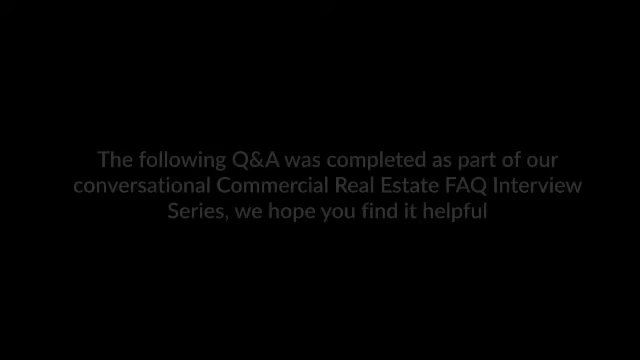 The following Q&A was completed as part of our
conversational Commercial Real Estate FAQ Interview
Series, we hope you find it helpful